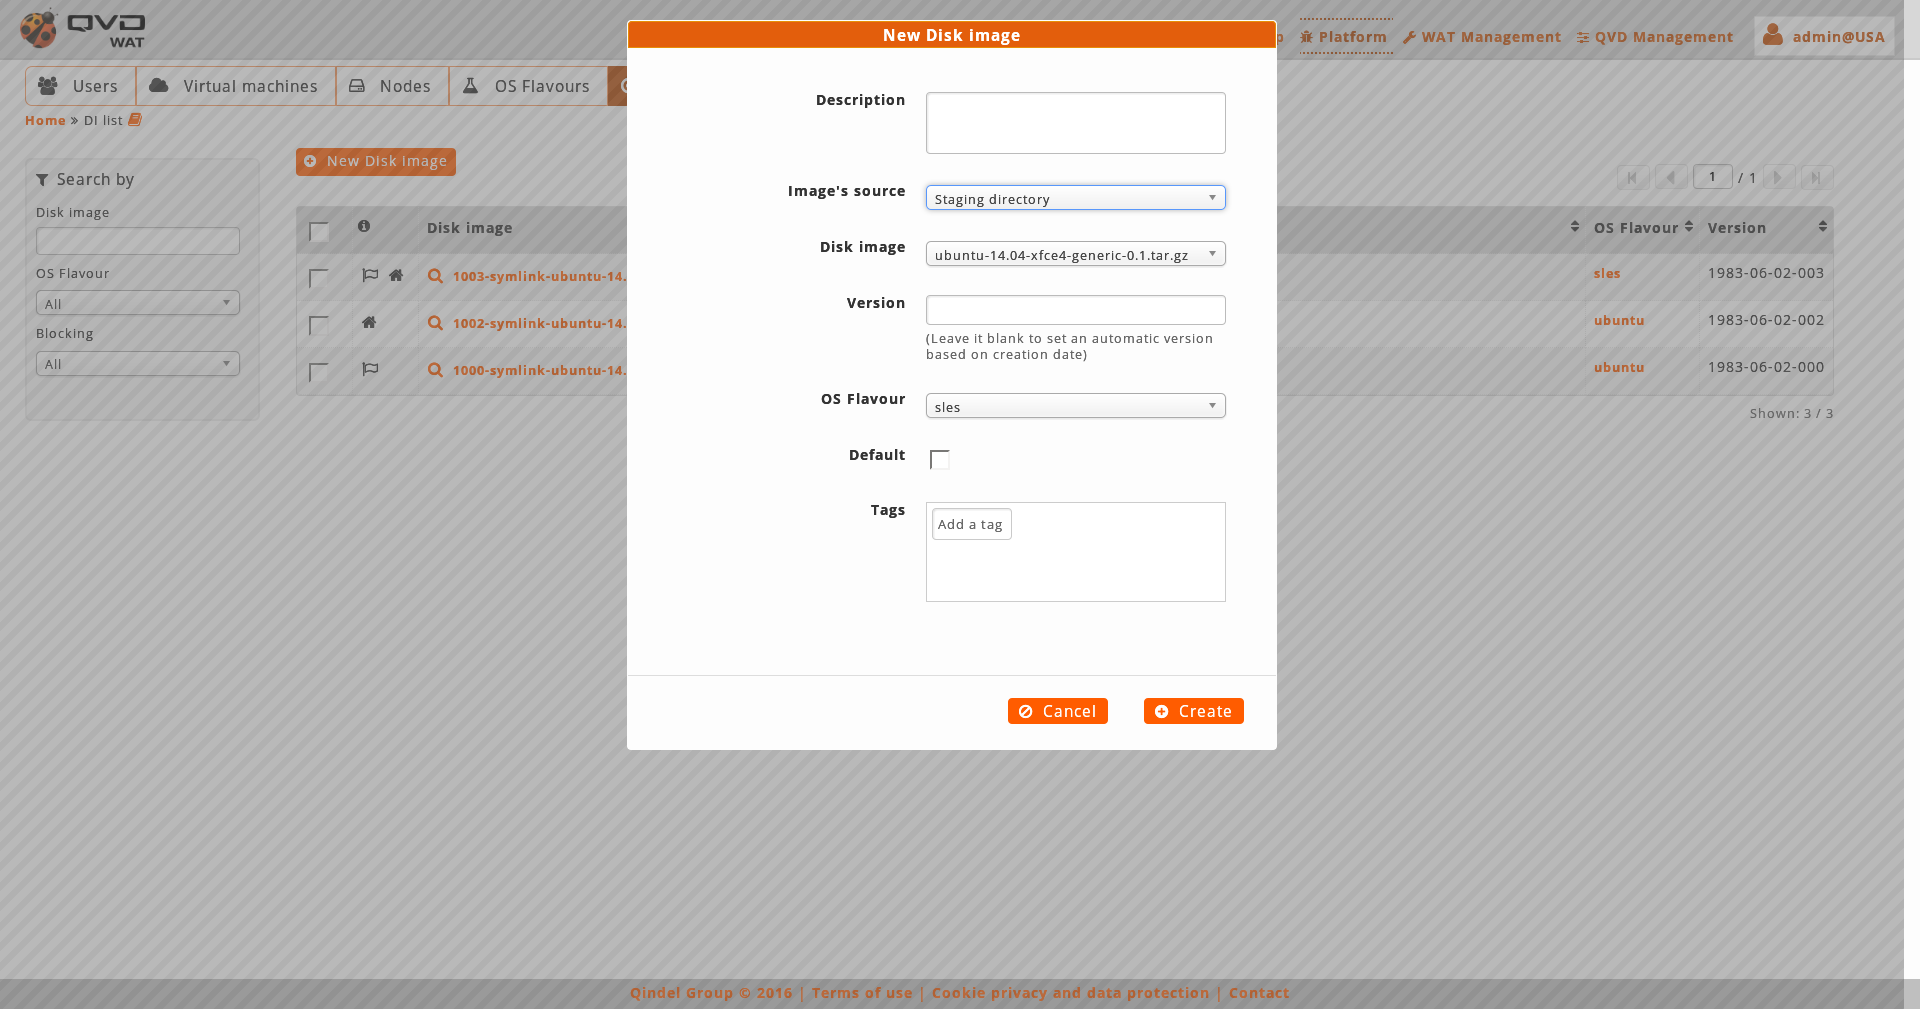 QVD
WAT
Platform
WAT Management
QVD Management
admin@USA
Users
Virtual machines
Nodes
OS Flavours
Home » DI list
Search by
Disk image
OS Flavour
All
Blocking
All
New Disk image
1 / 1
Disk image
OS Flavour
Version
1003-symlink-ubuntu-14.
sles
1983-06-02-003
1002-symlink-ubuntu-14.
ubuntu
1983-06-02-002
1000-symlink-ubuntu-14.
ubuntu
1983-06-02-000
Shown: 3 / 3
New Disk image
Description
Image's source
Staging directory
Disk image
ubuntu-14.04-xfce4-generic-0.1.tar.gz
Version
(Leave it blank to set an automatic version
based on creation date)
OS Flavour
sles
Default
Tags
Add a tag
Cancel
Create
Qindel Group © 2016 | Terms of use | Cookie privacy and data protection | Contact